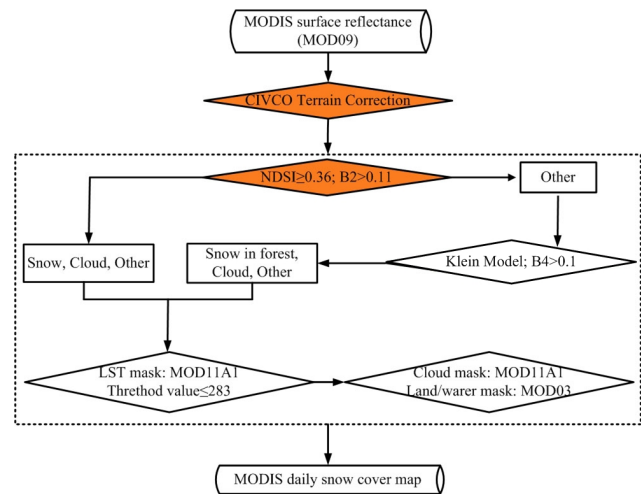 MODIS surface reflectance
(MOD09)
CIVCO Terrain Correction
NDSI≥0.36; B2>0.11
Other
Snow, Cloud, Other
Snow in forest,
Cloud, Other
Klein Model; B4>0.1
LST mask: MOD11A1
Threthod value≤283
Cloud mask: MOD11A1
Land/warer mask: MOD03
MODIS daily snow cover map